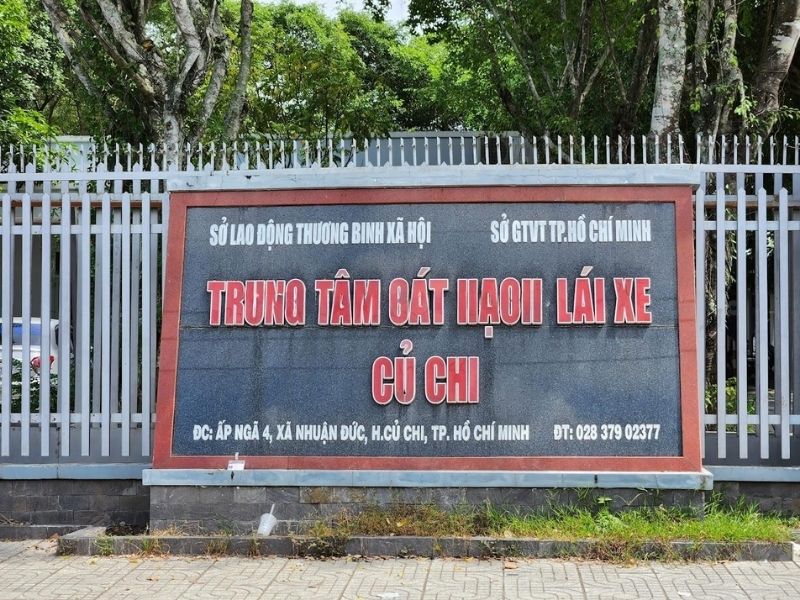 SỞ LAO ĐỘNG THƯƠNG BINH XÃ HỘI SỞ GTVT TP.HỒ CHÍ MINH
TRUNG TÂM LÁI XE
CỦ CHI
ĐC: ẤP NGÃ 4, XÃ NHUẬN ĐỨC, H.CỦ CHI, TP. HỒ CHÍ MINH ĐT: 028 379 02377